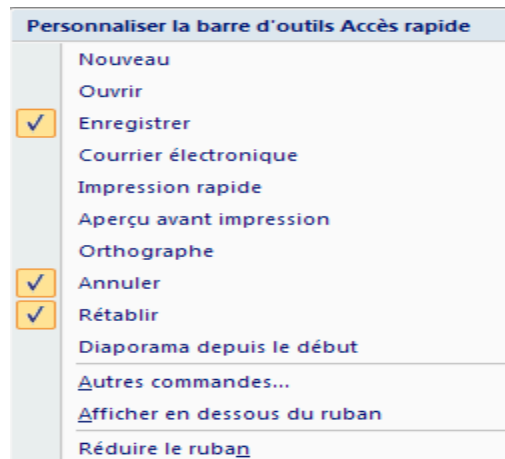 Personnaliser la barre d'outils Accès rapide
Nouveau
Ouvrir
Enregistrer
Courrier électronique
Impression rapide
Aperçu avant impression
Orthographe
Annuler
Rétablir
Diaporama depuis le début
Autres commandes...
Afficher en dessous du ruban
Réduire le ruban